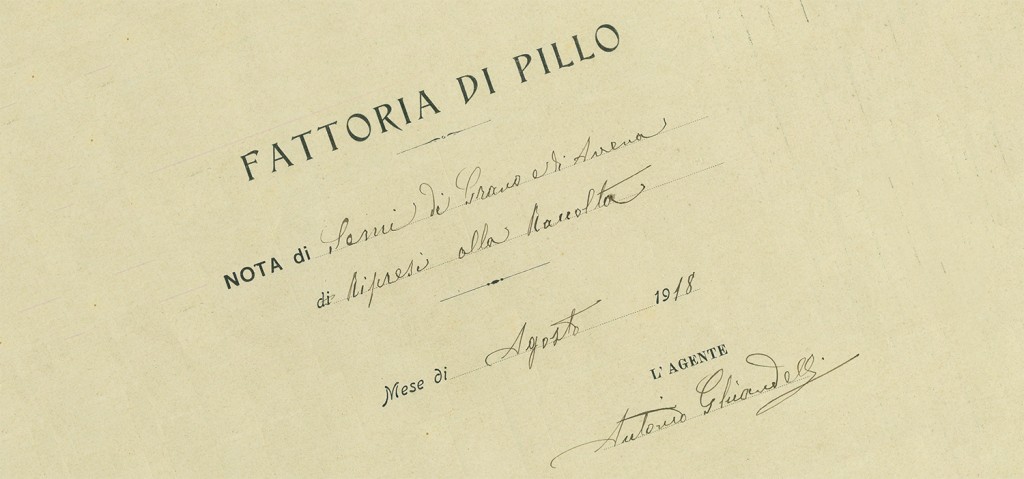 FATTORIA DI PILLO
NOTA di Semi di Grano e di Avena
di Ripresi alla Raccolta
Mese di Agosto 1918
L'AGENTE
Antonio Ghiandelli